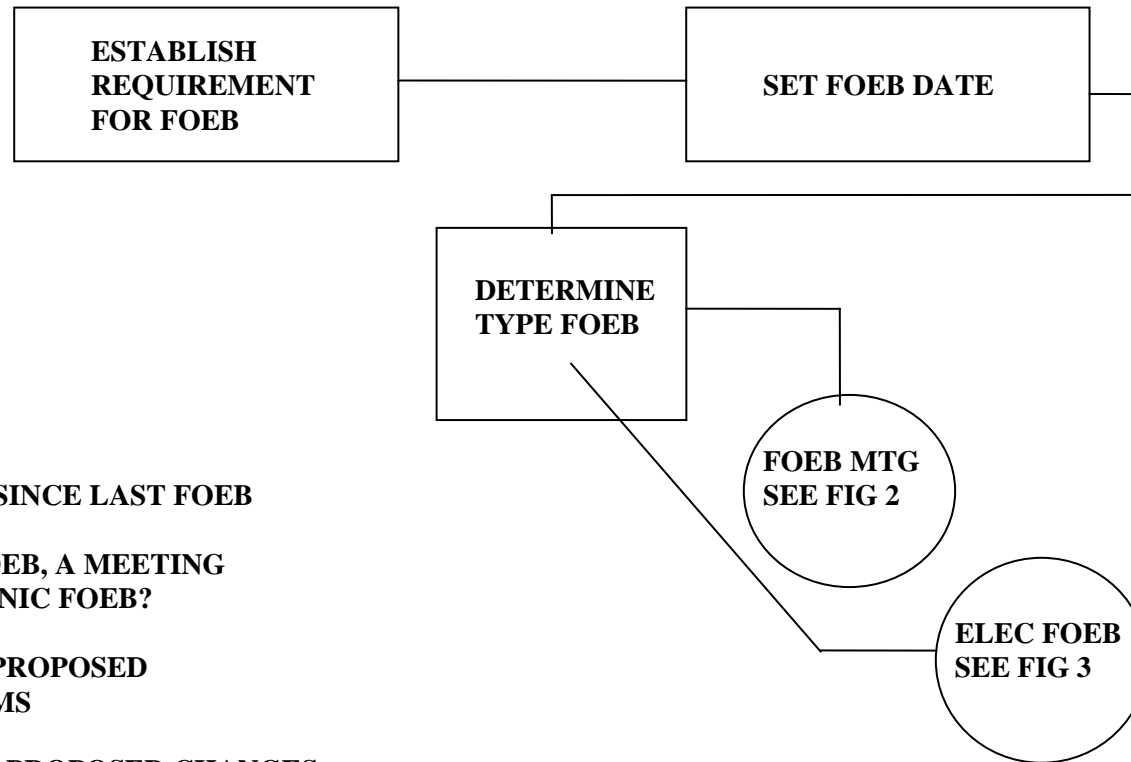 ESTABLISH
REQUIREMENT
FOR FOEB
SET FOEB DATE
DETERMINE
TYPE FOEB
FOEB MTG
SEE FIG 2
ELEC FOEB
SEE FIG 3
SINCE LAST FOEB
OEB, A MEETING
NIC FOEB?
PROPOSED
MS
PROPOSED CHANGES